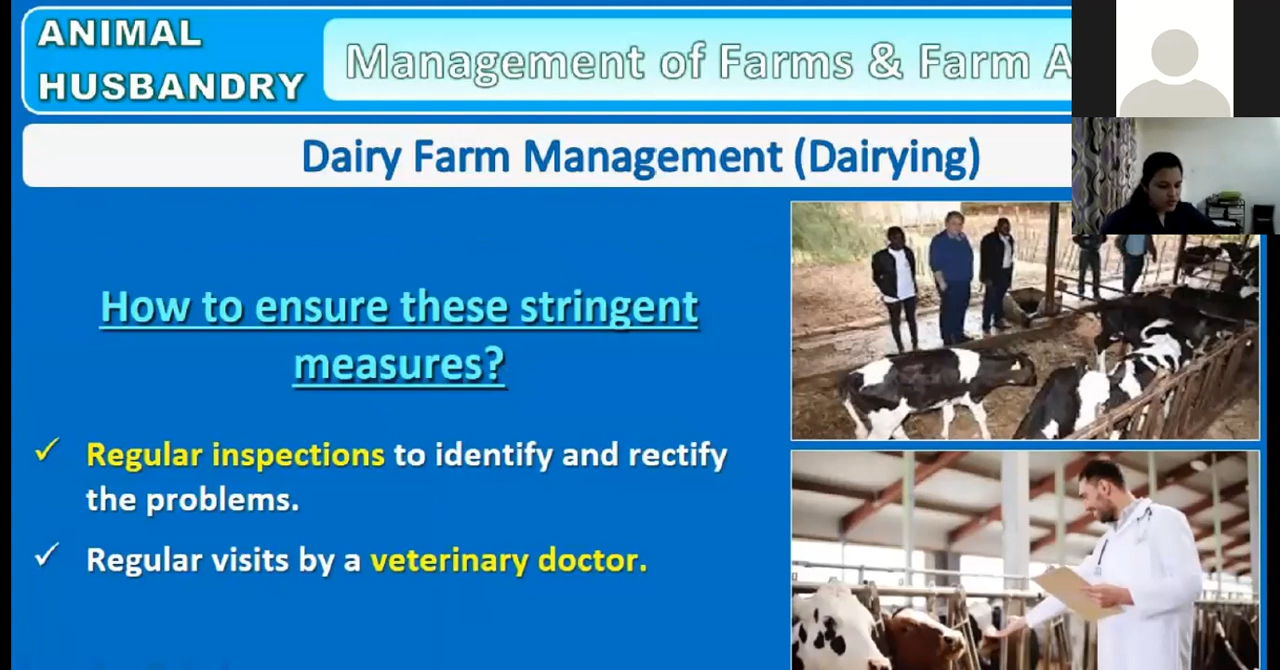 ANIMAL
HUSBANDRY
Management of Farms & Farm A
Dairy Farm Management (Dairying)
How to ensure these stringent
measures?
✓ Regular inspections to identify and rectify
the problems.
✓ Regular visits by a veterinary doctor.